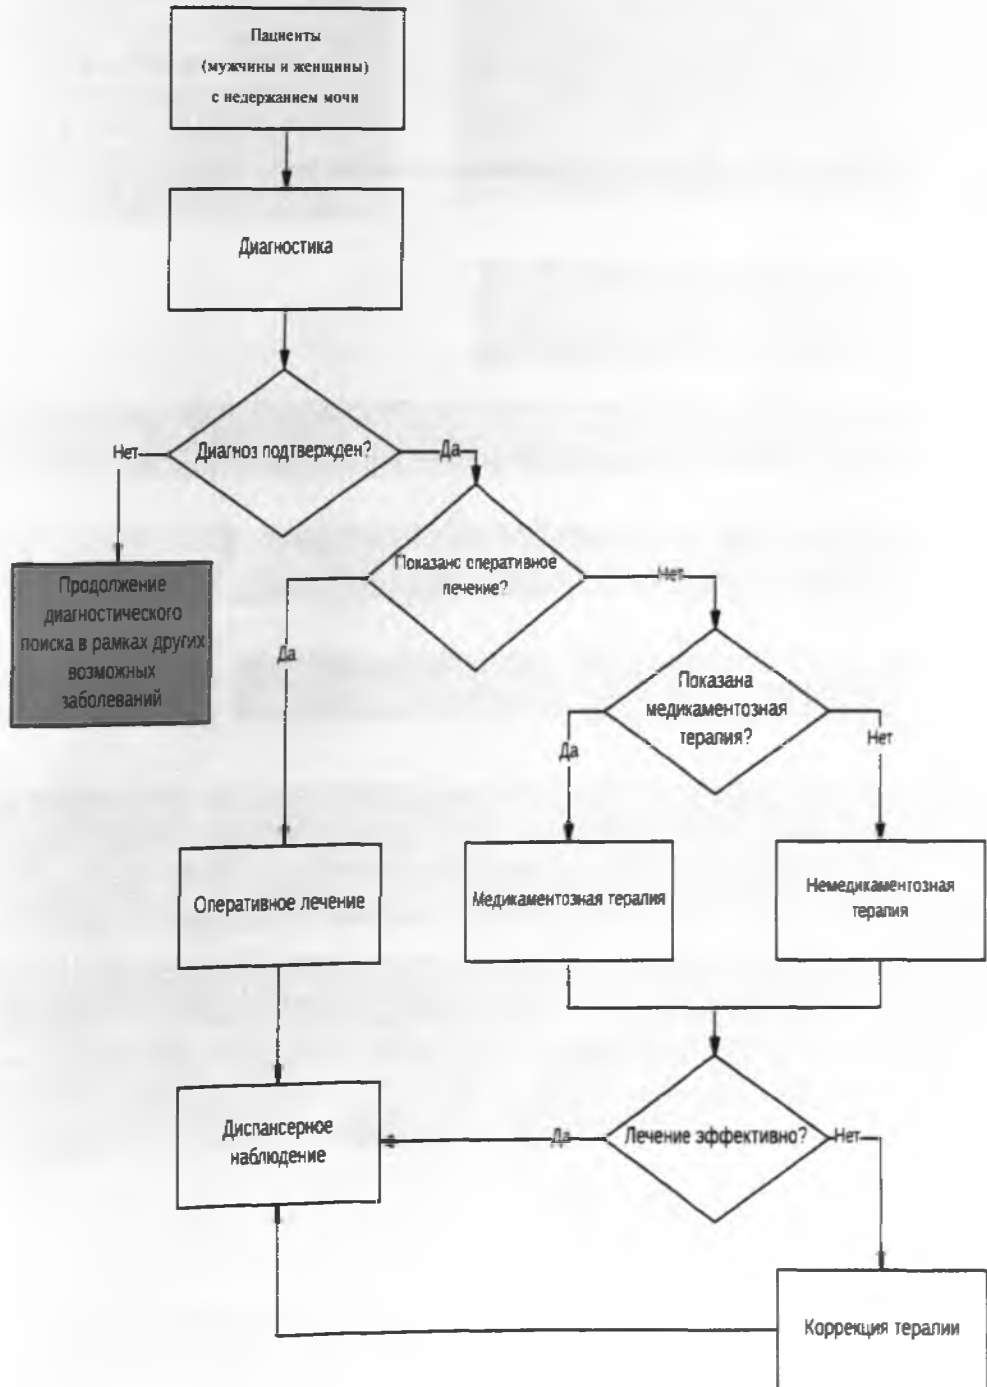 Пациенты
(мужчины и женщины)
с недержанием мочи
Диагностика
Диагноз подтвержден?
Нет
Да
Продолжение
диагностического
поиска в рамках других
возможных
заболеваний
Показано оперативное
лечение?
Да
Нет
Показана
медикаментозная
терапия?
Да
Нет
Оперативное лечение
Медикаментозная терапия
Немедикаментозная
терапия
Диспансерное
наблюдение
Да
Лечение эффективно?
Нет
Коррекция терапии